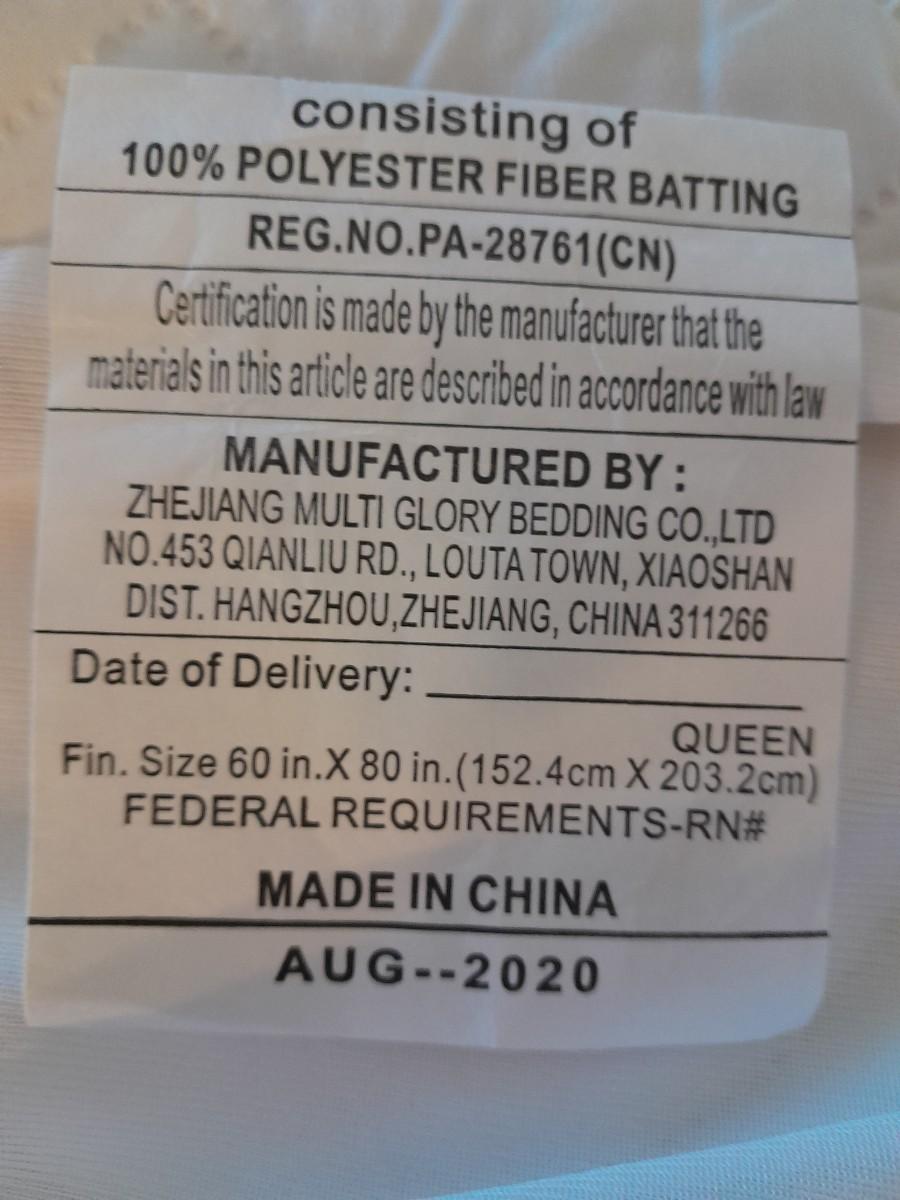 consisting of
100% POLYESTER FIBER BATTING
REG.NO.PA-28761(CN)
Certification is made by the manufacturer that the
materials in this article are described in accordance with law
MANUFACTURED BY :
ZHEJIANG MULTI GLORY BEDDING CO.,LTD
NO.453 QIANLIU RD., LOUTA TOWN, XIAOSHAN
DIST. HANGZHOU,ZHEJIANG, CHINA 311266
Date of Delivery:
QUEEN
Fin. Size 60 in.X 80 in.(152.4cm X 203.2cm)
FEDERAL REQUIREMENTS-RN#
MADE IN CHINA
AUG--2020